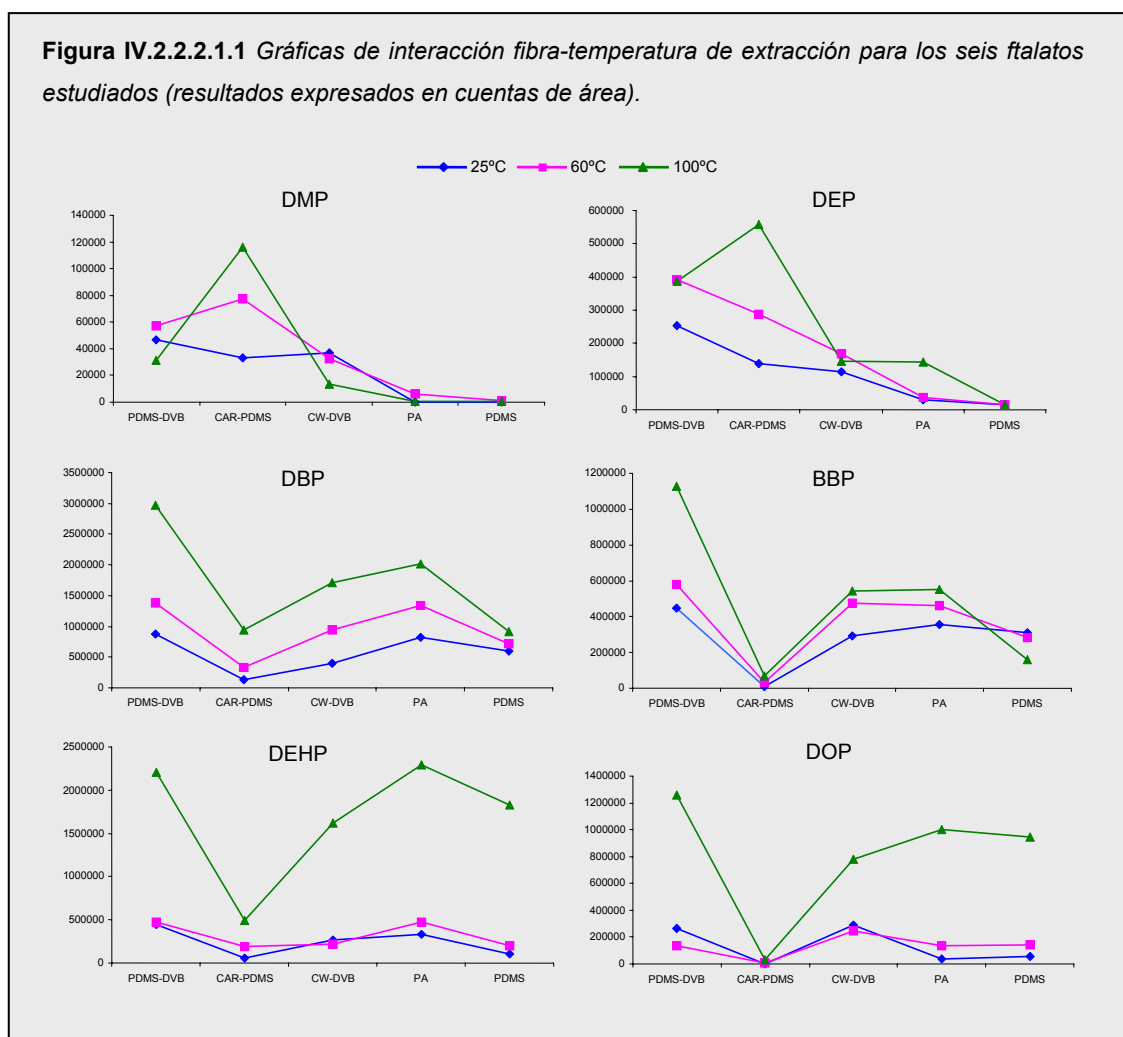 Figura IV.2.2.2.1.1 Gráficas de interacción fibra-temperatura de extracción para los seis ftalatos
estudiados (resultados expresados en cuentas de área).
25ºC 60ºC 100ºC
DMP
140000
120000
100000
80000
60000
40000
20000
0
PDMS-DVB CAR-PDMS CW-DVB PA PDMS
DEP
600000
500000
400000
300000
200000
100000
0
PDMS-DVB CAR-PDMS CW-DVB PA PDMS
DBP
3500000
3000000
2500000
2000000
1500000
1000000
500000
0
PDMS-DVB CAR-PDMS CW-DVB PA PDMS
BBP
1200000
1000000
800000
600000
400000
200000
0
PDMS-DVB CAR-PDMS CW-DVB PA PDMS
DEHP
2500000
2000000
1500000
1000000
500000
0
PDMS-DVB CAR-PDMS CW-DVB PA PDMS
DOP
1400000
1200000
1000000
800000
600000
400000
200000
0
PDMS-DVB CAR-PDMS CW-DVB PA PDMS